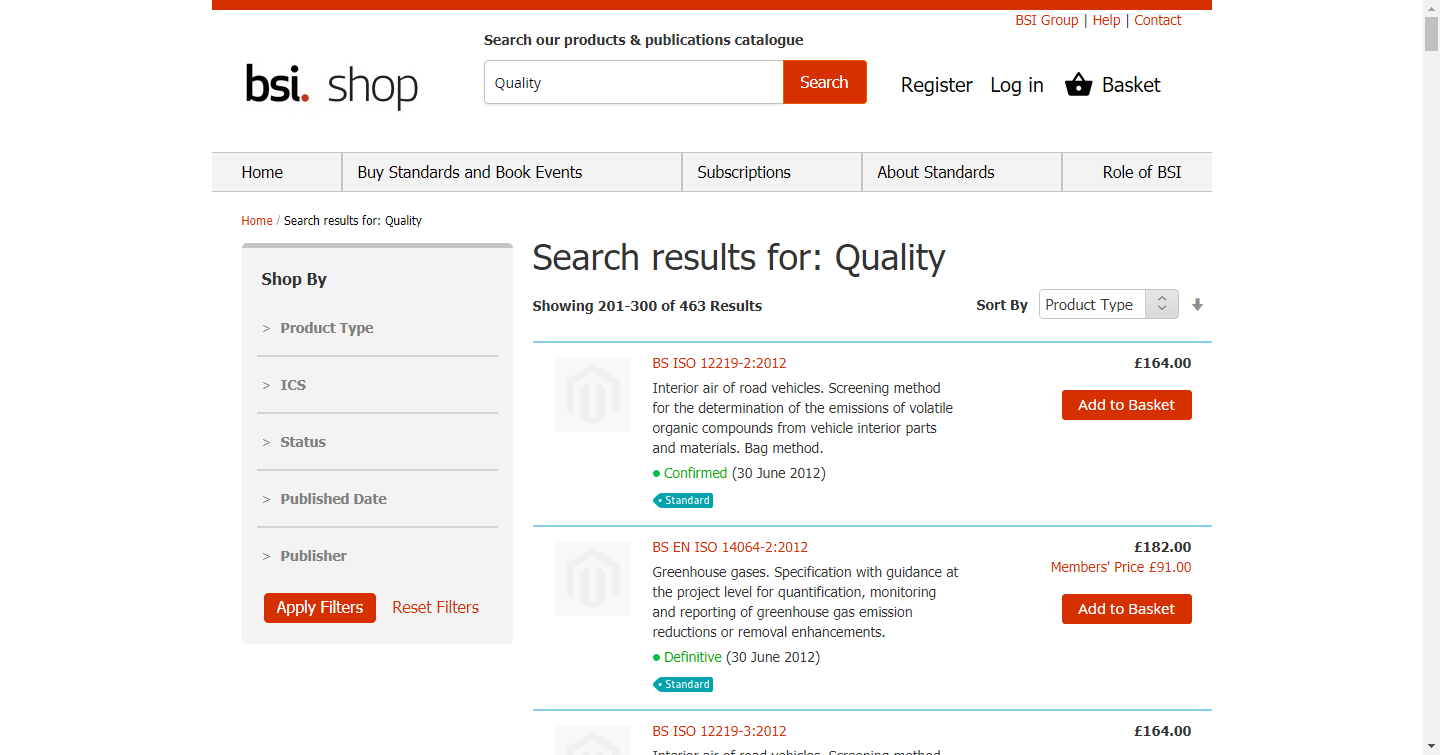 BSI Group | Help | Contact
Search our products & publications catalogue
bsi. shop
Quality
Search
Register
Log in
Basket
Home
Buy Standards and Book Events
Subscriptions
About Standards
Role of BSI
Home / Search results for: Quality
Shop By
> Product Type
> ICS
> Status
> Published Date
> Publisher
Apply Filters
Reset Filters
Search results for: Quality
Showing 201-300 of 463 Results
Sort By
Product Type
BS ISO 12219-2:2012
£164.00
Interior air of road vehicles. Screening method
for the determination of the emissions of volatile
organic compounds from vehicle interior parts
and materials. Bag method.
Add to Basket
Confirmed (30 June 2012)
Standard
BS EN ISO 14064-2:2012
£182.00
Members' Price £91.00
Greenhouse gases. Specification with guidance at
the project level for quantification, monitoring
and reporting of greenhouse gas emission
reductions or removal enhancements.
Add to Basket
Definitive (30 June 2012)
Standard
BS ISO 12219-3:2012
£164.00
Interior air of road vehicles. Screening method